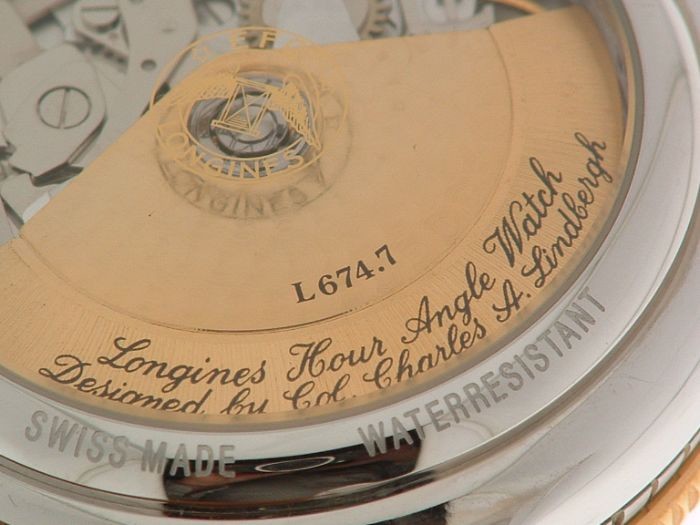 LONGINES
L674.7
Longines Hour Angle Watch
Designed by Col. Charles A. Lindbergh
SWISS MADE
WATERRESISTANT